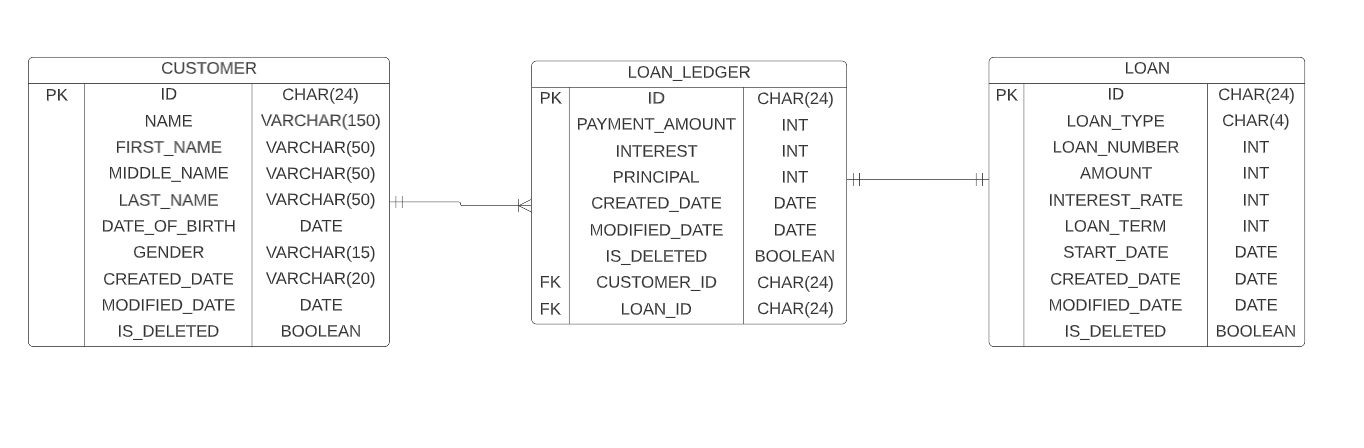 CUSTOMER
PK ID CHAR(24)
NAME VARCHAR(150)
FIRST_NAME VARCHAR(50)
MIDDLE_NAME VARCHAR(50)
LAST_NAME VARCHAR(50)
DATE_OF_BIRTH DATE
GENDER VARCHAR(15)
CREATED_DATE VARCHAR(20)
MODIFIED_DATE DATE
IS_DELETED BOOLEAN
LOAN_LEDGER
PK ID CHAR(24)
PAYMENT_AMOUNT INT
INTEREST INT
PRINCIPAL INT
CREATED_DATE DATE
MODIFIED_DATE DATE
IS_DELETED BOOLEAN
FK CUSTOMER_ID CHAR(24)
FK LOAN_ID CHAR(24)
LOAN
PK ID CHAR(24)
LOAN_TYPE CHAR(4)
LOAN_NUMBER INT
AMOUNT INT
INTEREST_RATE INT
LOAN_TERM INT
START_DATE DATE
CREATED_DATE DATE
MODIFIED_DATE DATE
IS_DELETED BOOLEAN